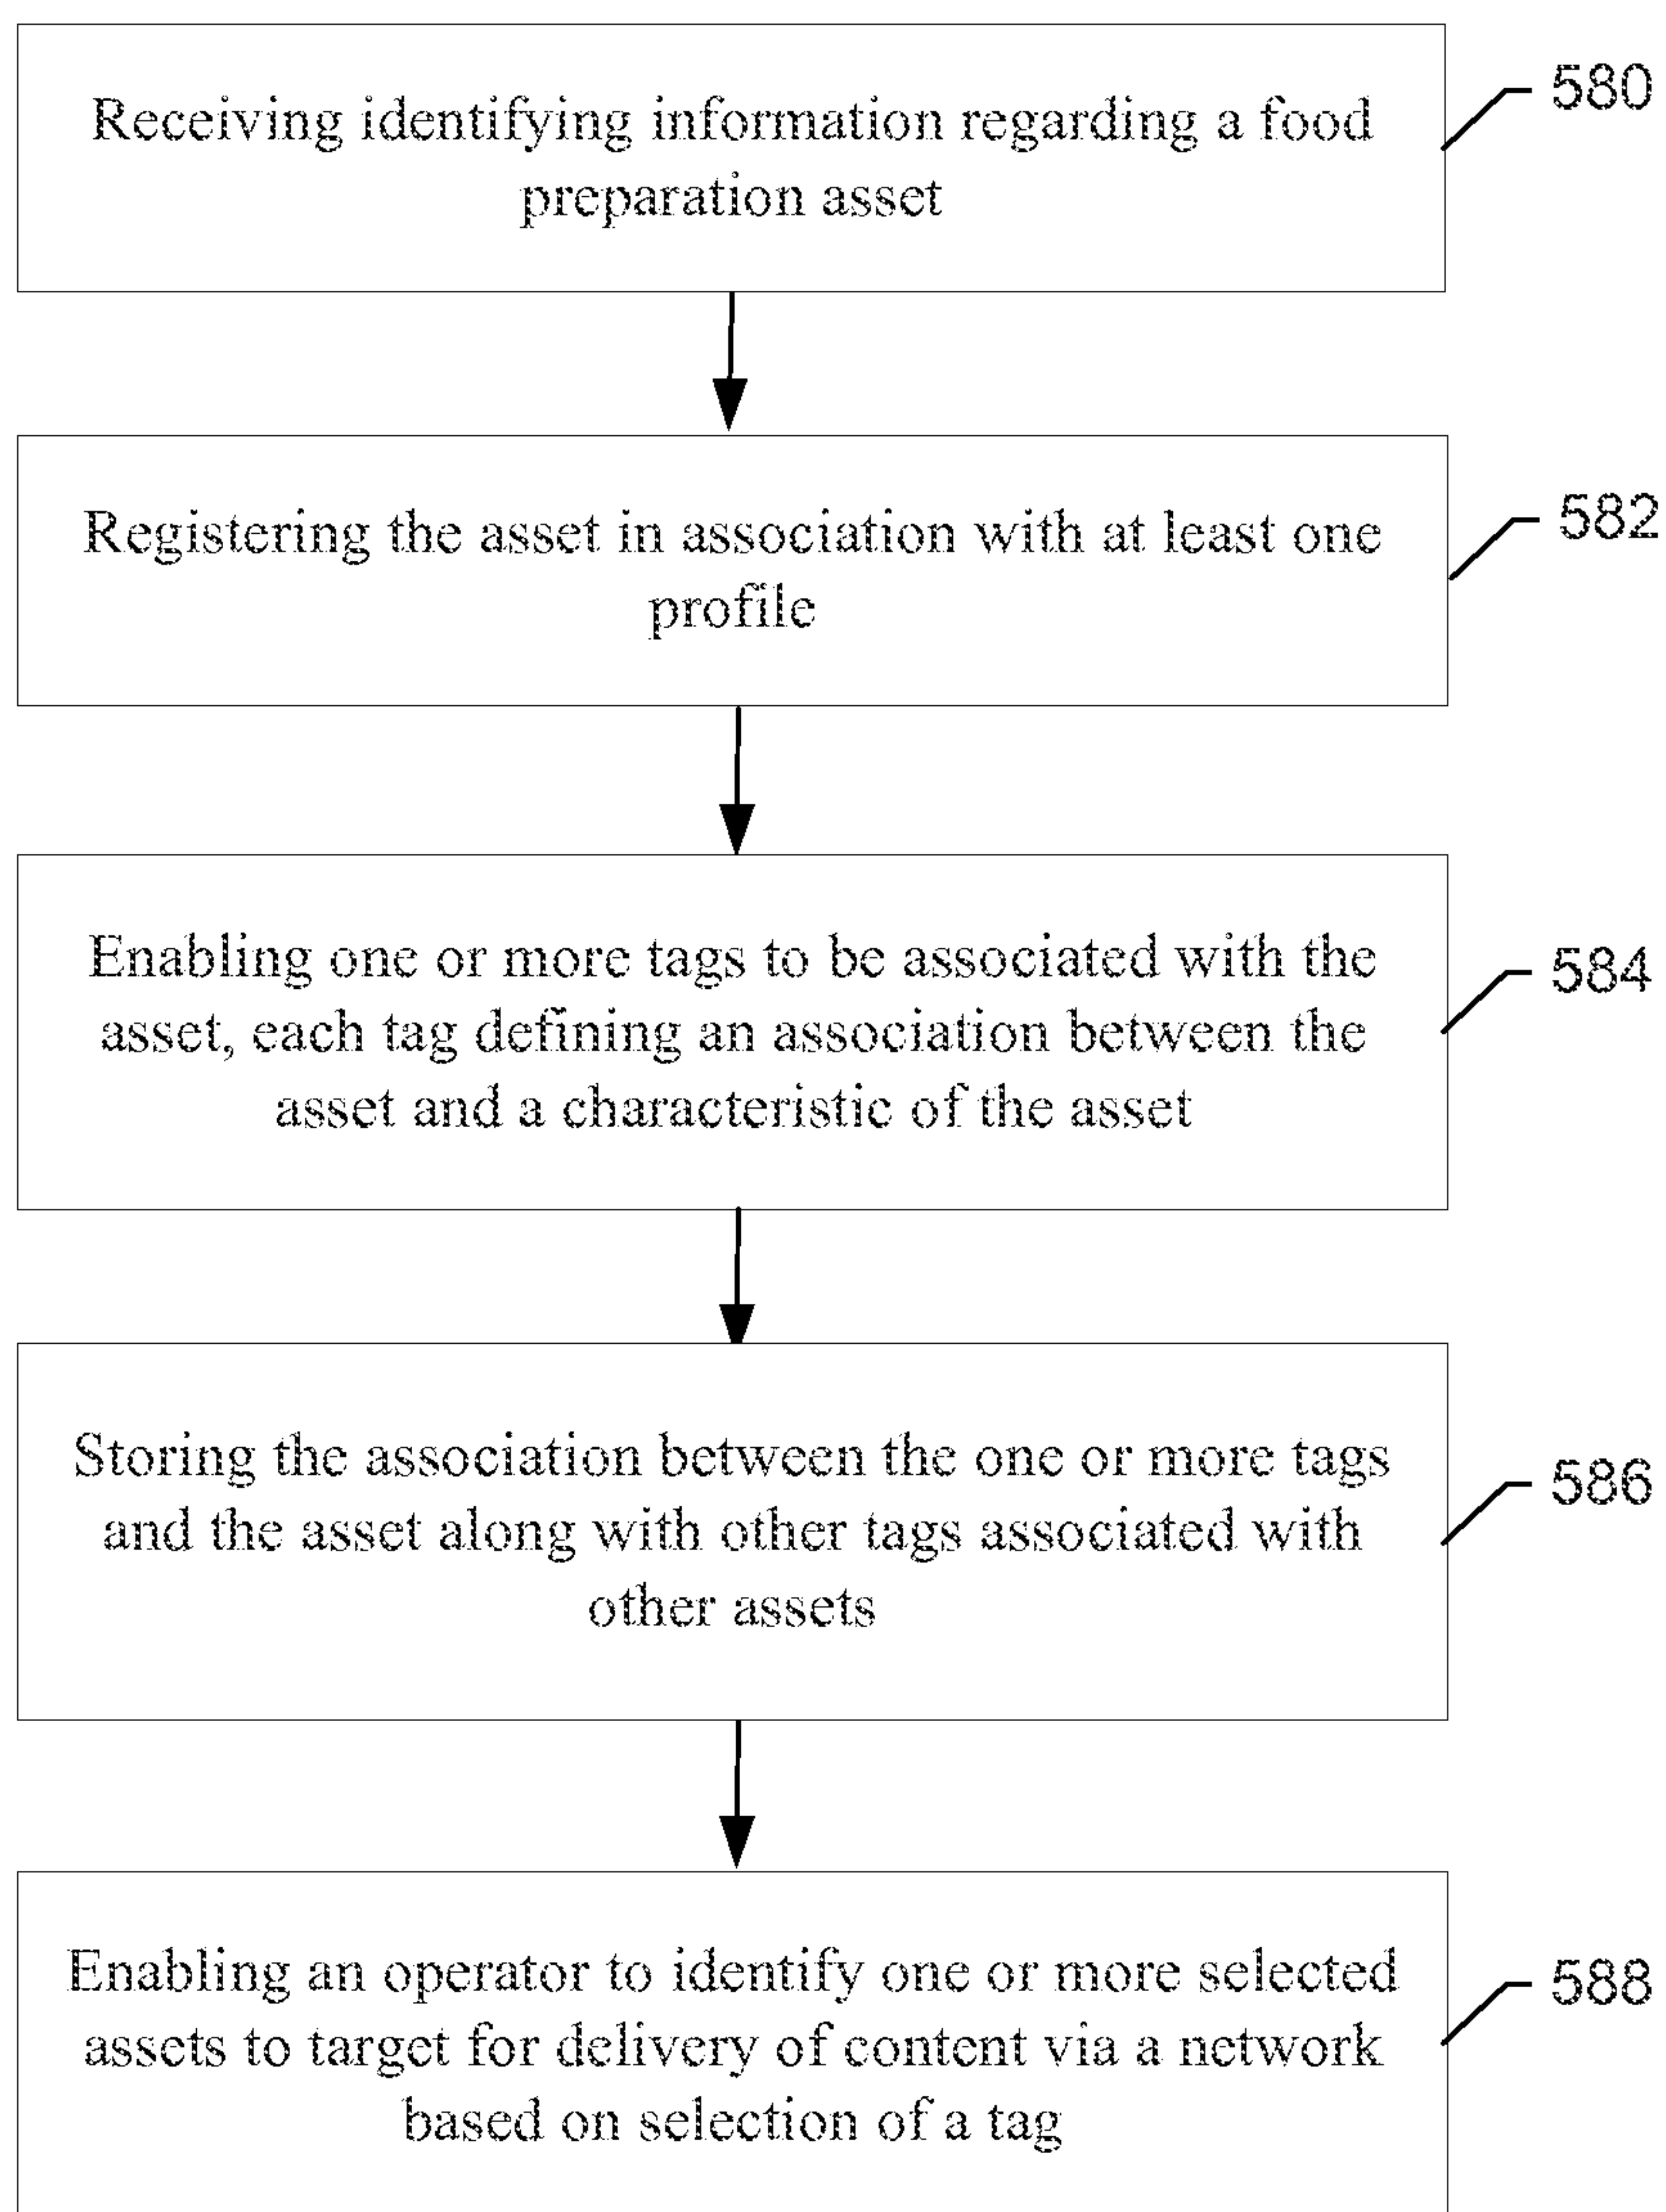 Receiving identifying information regarding a food
preparation asset
580
Registering the asset in association with at least one
profile
582
Enabling one or more tags to be associated with the
asset, each tag defining an association between the
asset and a characteristic of the asset
584
Storing the association between the one or more tags
and the asset along with other tags associated with
other assets
586
Enabling an operator to identify one or more selected
assets to target for delivery of content via a network
based on selection of a tag
588